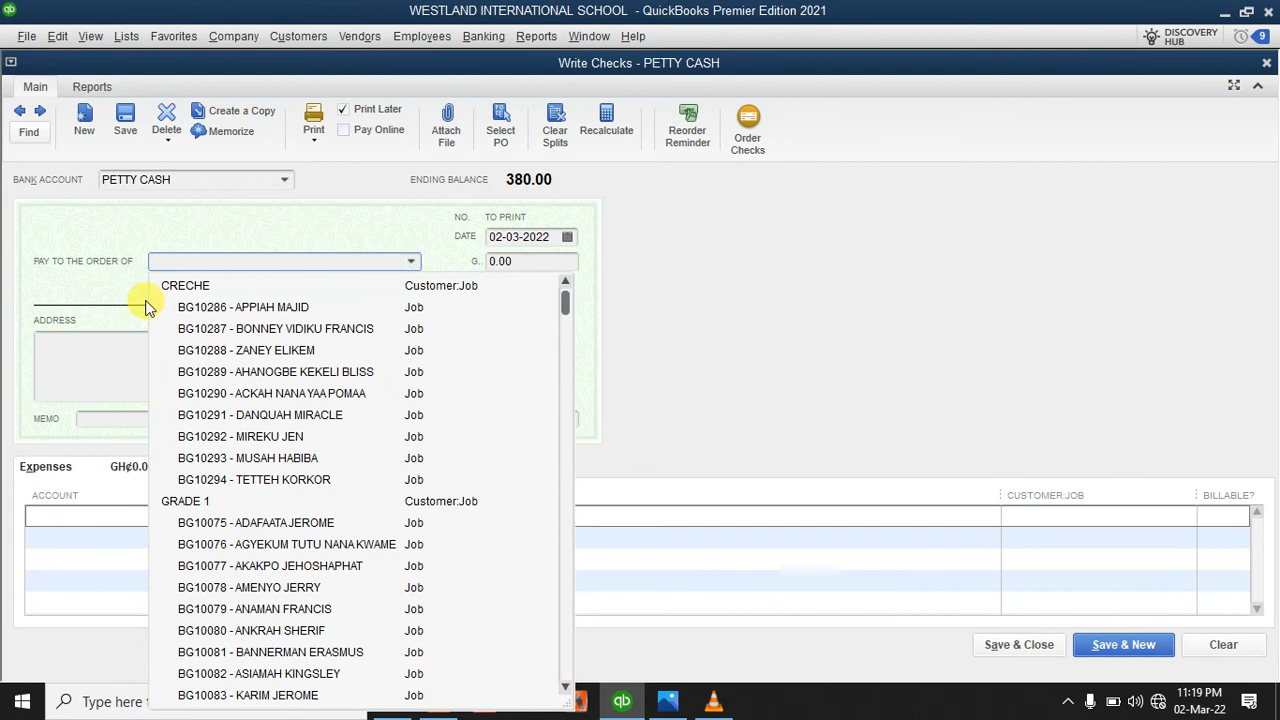 WESTLAND INTERNATIONAL SCHOOL - QuickBooks Premier Edition 2021
File Edit View Lists Favorites Company Customers Vendors Employees Banking Reports Window Help
DISCOVERY HUB 9
Write Checks - PETTY CASH
Main Reports
Find New Save Delete Create a Copy Memorize Print Print Later Pay Online Attach File Select PO Clear Splits Recalculate Reorder Reminder Order Checks
BANK ACCOUNT PETTY CASH ENDING BALANCE 380.00
NO. TO PRINT
DATE 02-03-2022
PAY TO THE ORDER OF G.. 0.00
CRECHE Customer:Job
BG10286 - APPIAH MAJID Job
ADDRESS
BG10287 - BONNEY VIDIKU FRANCIS Job
BG10288 - ZANEY ELIKEM Job
BG10289 - AHANOGBE KEKELI BLISS Job
BG10290 - ACKAH NANA YAA POMAA Job
BG10291 - DANQUAH MIRACLE Job
MEMO
BG10292 - MIREKU JEN Job
BG10293 - MUSAH HABIBA Job
Expenses GH₵0.0
BG10294 - TETTEH KORKOR Job
ACCOUNT CUSTOMER:JOB BILLABLE?
GRADE 1 Customer:Job
BG10075 - ADAFAATA JEROME Job
BG10076 - AGYEKUM TUTU NANA KWAME Job
BG10077 - AKAKPO JEHOSHAPHAT Job
BG10078 - AMENYO JERRY Job
BG10079 - ANAMAN FRANCIS Job
BG10080 - ANKRAH SHERIF Job
BG10081 - BANNERMAN ERASMUS Job
BG10082 - ASIAMAH KINGSLEY Job
BG10083 - KARIM JEROME Job
Save & Close Save & New Clear
Type here t
11:19 PM
02-Mar-22